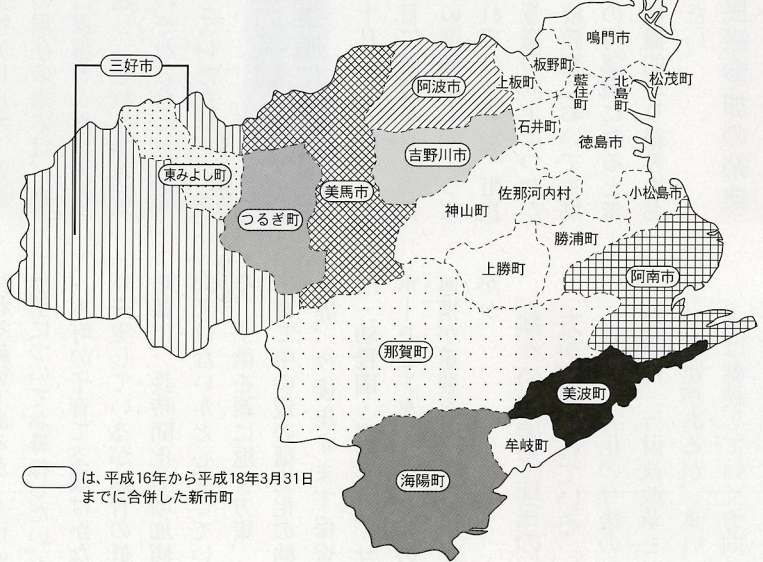 鳴門市
三好市
板野町
松茂町
阿波市
上板町
藍住町
北島町
石井町
徳島市
吉野川市
東みよし町
美馬市
佐那河内村
小松島市
つるぎ町
神山町
勝浦町
上勝町
阿南市
那賀町
美波町
牟岐町
海陽町
は、平成16年から平成18年3月31日
までに合併した新市町